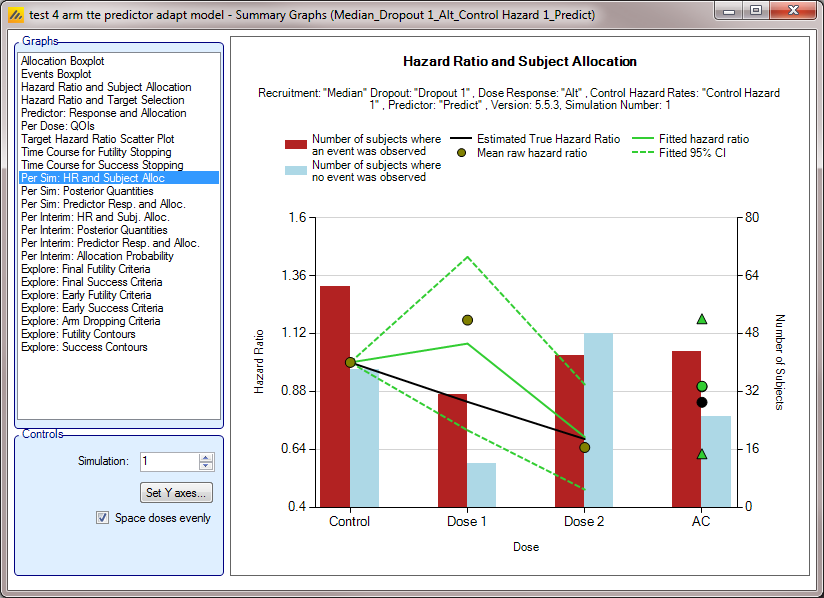 test 4 arm tte predictor adapt model - Summary Graphs (Median_Dropout 1_Alt_Control Hazard 1_Predict)
Graphs
Allocation Boxplot
Events Boxplot
Hazard Ratio and Subject Allocation
Hazard Ratio and Target Selection
Predictor: Response and Allocation
Per Dose: QOIs
Target Hazard Ratio Scatter Plot
Time Course for Futility Stopping
Time Course for Success Stopping
Per Sim: HR and Subject Alloc
Per Sim: Posterior Quantities
Per Sim: Predictor Resp. and Alloc.
Per Interim: HR and Subj. Alloc.
Per Interim: Posterior Quantities
Per Interim: Predictor Resp. and Alloc.
Per Interim: Allocation Probability
Explore: Final Futility Criteria
Explore: Final Success Criteria
Explore: Early Futility Criteria
Explore: Early Success Criteria
Explore: Arm Dropping Criteria
Explore: Futility Contours
Explore: Success Contours
Controls
Simulation: 1
Set Y axes...
Space doses evenly
Hazard Ratio and Subject Allocation
Recruitment: "Median" Dropout: "Dropout 1" , Dose Response: "Alt" , Control Hazard Rates: "Control Hazard
1" , Predictor: "Predict" , Version: 5.5.3, Simulation Number: 1
Number of subjects where
an event was observed
Number of subjects where
no event was observed
Estimated True Hazard Ratio
Mean raw hazard ratio
Fitted hazard ratio
Fitted 95% CI
Hazard Ratio
1.6
1.36
1.12
0.88
0.64
0.4
80
64
48
32
16
0
Number of Subjects
Control Dose 1 Dose 2 AC
Dose